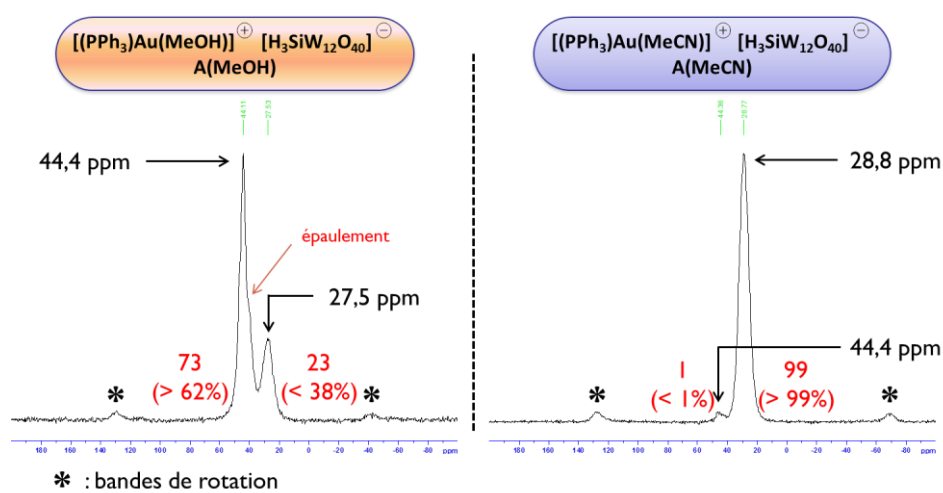 [(PPh₃)Au(MeOH)]⊕ [H₃SiW₁₂O₄₀]⊖
A(MeOH)
44.11
27.53
44,4 ppm
épaulement
27,5 ppm
73
(> 62%)
23
(< 38%)
* *
180 160 140 120 100 80 60 40 20 0 -20 -40 -60 -80 ppm
[(PPh₃)Au(MeCN)]⊕ [H₃SiW₁₂O₄₀]⊖
A(MeCN)
44.38
28.77
28,8 ppm
44,4 ppm
1
(< 1%)
99
(> 99%)
* *
180 160 140 120 100 80 60 40 20 0 -20 -40 -60 -80 ppm
* : bandes de rotation